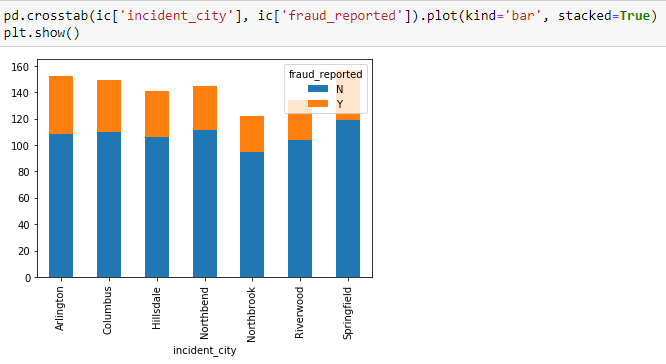 pd.crosstab(ic['incident_city'], ic['fraud_reported']).plot(kind='bar', stacked=True)
plt.show()
fraud_reported
N
Y
160
140
120
100
80
60
40
20
0
Arlington
Columbus
Hillsdale
Northbend
Northbrook
Riverwood
Springfield
incident_city